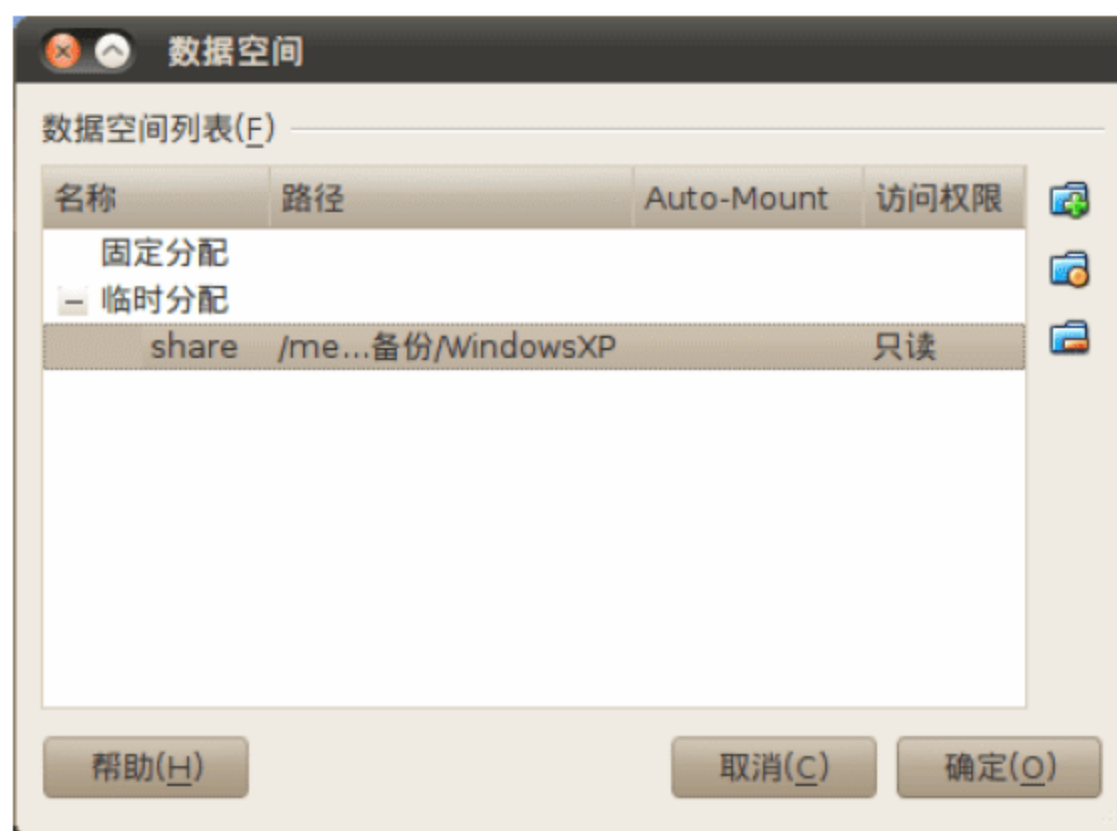 数据空间
数据空间列表(F)
名称 路径 Auto-Mount 访问权限
固定分配
临时分配
share /me...备份/WindowsXP 只读
帮助(H) 取消(C) 确定(O)